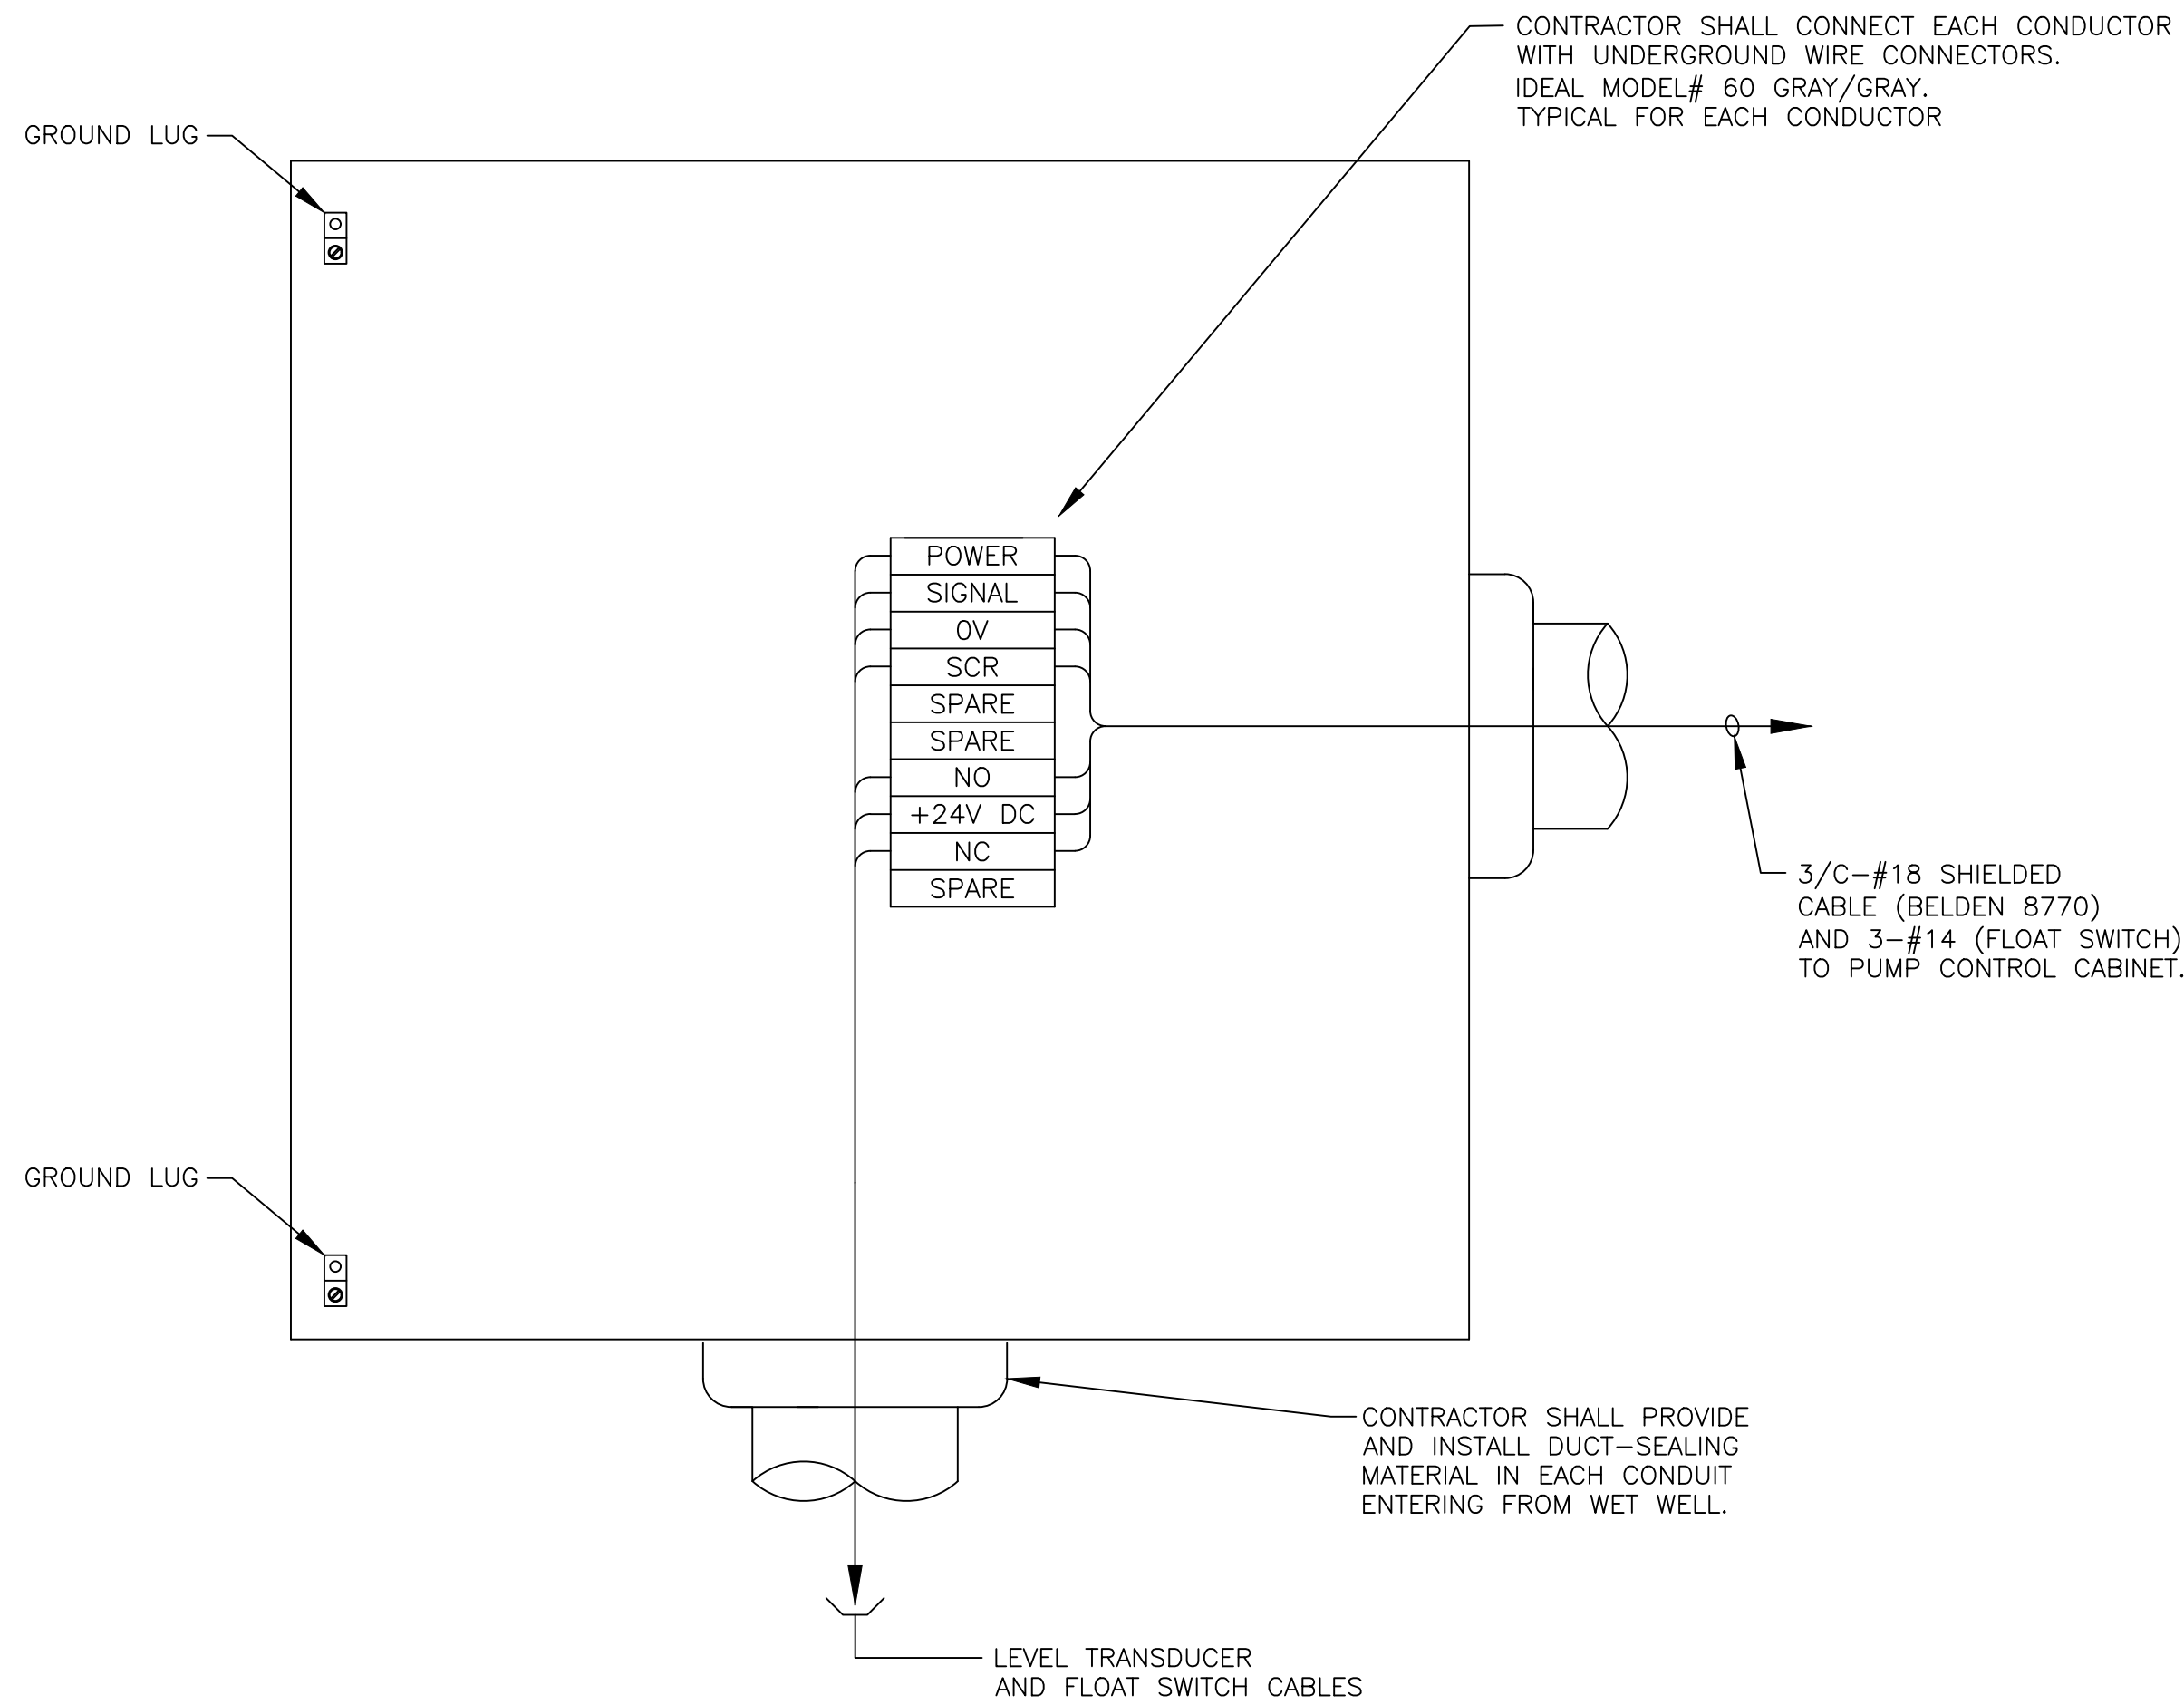 CONTRACTOR SHALL CONNECT EACH CONDUCTOR
WITH UNDERGROUND WIRE CONNECTORS.
IDEAL MODEL# 60 GRAY/GRAY.
TYPICAL FOR EACH CONDUCTOR
GROUND LUG
POWER
SIGNAL
0V
SCR
SPARE
SPARE
NO
+24V DC
NC
SPARE
3/C-#18 SHIELDED
CABLE (BELDEN 8770)
AND 3-#14 (FLOAT SWITCH)
TO PUMP CONTROL CABINET.
GROUND LUG
CONTRACTOR SHALL PROVIDE
AND INSTALL DUCT-SEALING
MATERIAL IN EACH CONDUIT
ENTERING FROM WET WELL.
LEVEL TRANSDUCER
AND FLOAT SWITCH CABLES